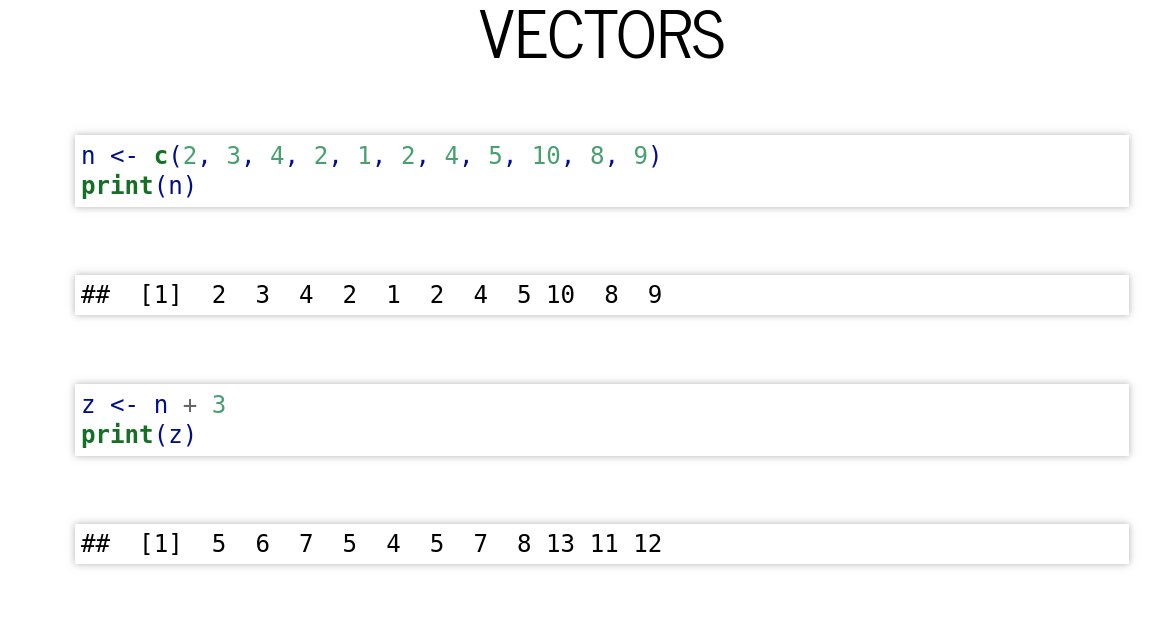 VECTORS
n <- c(2, 3, 4, 2, 1, 2, 4, 5, 10, 8, 9)
print(n)
##  [1]  2  3  4  2  1  2  4  5 10  8  9
z <- n + 3
print(z)
##  [1]  5  6  7  5  4  5  7  8 13 11 12